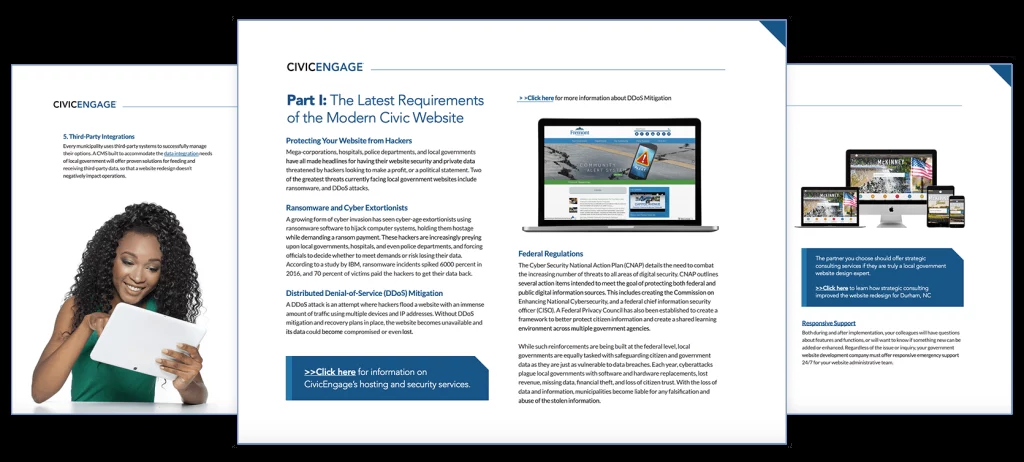 CIVICENGAGE
5. Third-Party Integrations
Every municipality uses third-party systems to successfully manage
their options. A CMS built to accommodate the data integration needs
of local government will offer proven solutions for feeding and
receiving third-party data, so that a website redesign doesn't
negatively impact operations.
CIVICENGAGE
Part I: The Latest Requirements
of the Modern Civic Website
Protecting Your Website from Hackers
Mega-corporations, hospitals, police departments, and local governments
have all made headlines for having their website security and private data
threatened by hackers looking to make a profit, or a political statement. Two
of the greatest threats currently facing local government websites include
ransomware, and DDoS attacks.
Ransomware and Cyber Extortionists
A growing form of cyber invasion has seen cyber-age extortionists using
ransomware software to hijack computer systems, holding them hostage
while demanding a ransom payment. These hackers are increasingly preying
upon local governments, hospitals, and even police departments, and forcing
officials to decide whether to meet demands or risk losing their data.
According to a study by IBM, ransomware incidents spiked 6000 percent in
2016, and 70 percent of victims paid the hackers to get their data back.
Distributed Denial-of-Service (DDoS) Mitigation
A DDoS attack is an attempt where hackers flood a website with an immense
amount of traffic using multiple devices and IP addresses. Without DDoS
mitigation and recovery plans in place, the website becomes unavailable and
its data could become compromised or even lost.
>>Click here for information on
CivicEngage's hosting and security services.
> >Click here for more information about DDoS Mitigation
Fremont
COMMUNITY
ALERT SYSTEM
Federal Regulations
The Cyber Security National Action Plan (CNAP) details the need to combat
the increasing number of threats to all areas of digital security. CNAP outlines
several action items intended to meet the goal of protecting both federal and
public digital information sources. This includes creating the Commission on
Enhancing National Cybersecurity, and a federal chief information security
officer (CISO). A Federal Privacy Council has also been established to create a
framework to better protect citizen information and create a shared learning
environment across multiple government agencies.
While such reinforcements are being built at the federal level, local
governments are equally tasked with safeguarding citizen and government
data as they are just as vulnerable to data breaches. Each year, cyberattacks
plague local governments with software and hardware replacements, lost
revenue, missing data, financial theft, and loss of citizen trust. With the loss of
data and information, municipalities become liable for any falsification and
abuse of the stolen information.
McKINNEY
McKINNEY
The partner you choose should offer strategic
consulting services if they are truly a local government
website design expert.
>>Click here to learn how strategic consulting
improved the website redesign for Durham, NC
Responsive Support
Both during and after implementation, your colleagues will have questions
about features and functions, or will want to know if something new can be
added or enhanced. Regardless of the issue or inquiry, your government
website development company must offer responsive emergency support
24/7 for your website administrative team.